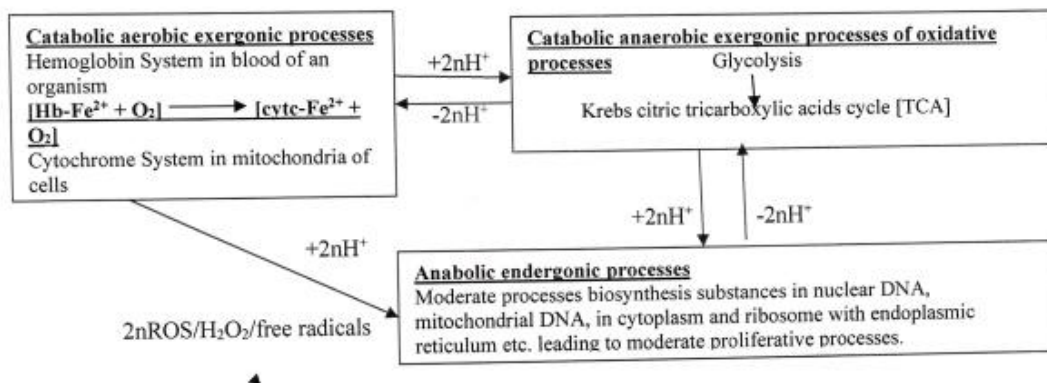 Catabolic aerobic exergonic processes
Hemoglobin System in blood of an
organism
[Hb-Fe²⁺ + O₂] ⟶ [cytc-Fe²⁺ +
O₂]
Cytochrome System in mitochondria of
cells
+2nH⁺
-2nH⁺
Catabolic anaerobic exergonic processes of oxidative
processes
Glycolysis
Krebs citric tricarboxylic acids cycle [TCA]
+2nH⁺
-2nH⁺
+2nH⁺
Anabolic endergonic processes
Moderate processes biosynthesis substances in nuclear DNA,
mitochondrial DNA, in cytoplasm and ribosome with endoplasmic
reticulum etc. leading to moderate proliferative processes.
2nROS/H₂O₂/free radicals